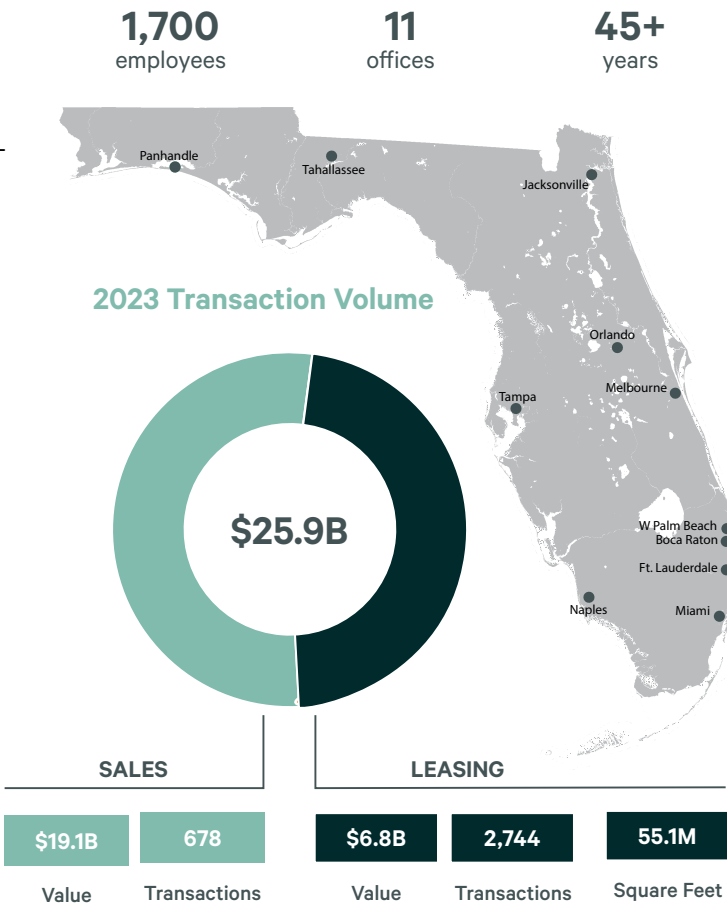 1,700
employees
11
offices
45+
years
Panhandle
Tahallassee
Jacksonville
2023 Transaction Volume
Orlando
Melbourne
Tampa
$25.9B
W Palm Beach
Boca Raton
Ft. Lauderdale
Naples
Miami
SALES
LEASING
$19.1B
678
$6.8B
2,744
55.1M
Value
Transactions
Value
Transactions
Square Feet